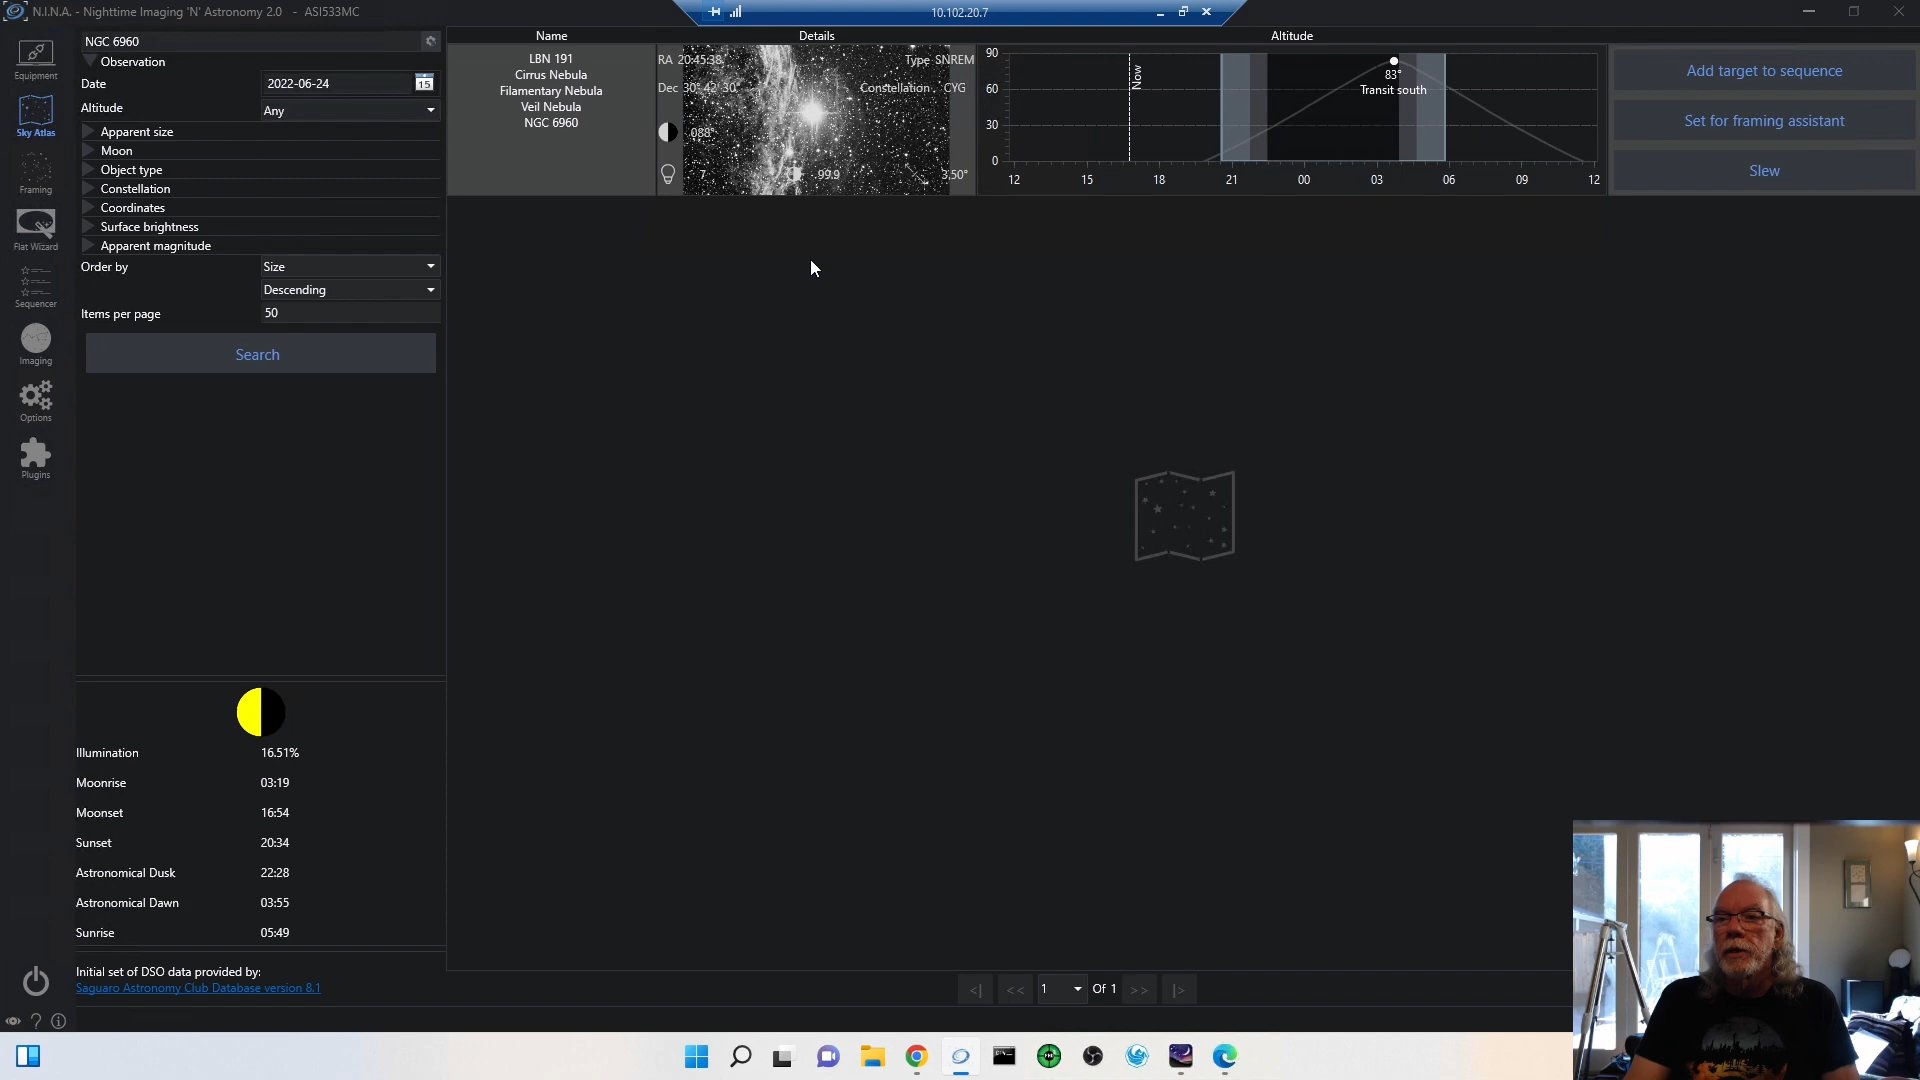 N.I.N.A. - Nighttime Imaging 'N' Astronomy 2.0 - ASI533MC
10.102.20.7
Equipment
Sky Atlas
Framing
Flat Wizard
Sequencer
Imaging
Options
Plugins
NGC 6960
Observation
Date 2022-06-24 15
Altitude Any
Apparent size
Moon
Object type
Constellation
Coordinates
Surface brightness
Apparent magnitude
Order by Size
Descending
Items per page 50
Search
Illumination 16.51%
Moonrise 03:19
Moonset 16:54
Sunset 20:34
Astronomical Dusk 22:28
Astronomical Dawn 03:55
Sunrise 05:49
Initial set of DSO data provided by:
Saguaro Astronomy Club Database version 8.1
Name Details Altitude
LBN 191
Cirrus Nebula
Filamentary Nebula
Veil Nebula
NGC 6960
RA 20:45:38 Type SNREM
Dec 30° 42' 30" Constellation CYG
088°
7 99.9 3.50°
90
60
30
0
Now
83°
Transit south
12 15 18 21 00 03 06 09 12
Add target to sequence
Set for framing assistant
Slew
<| << 1 Of 1 >> |>